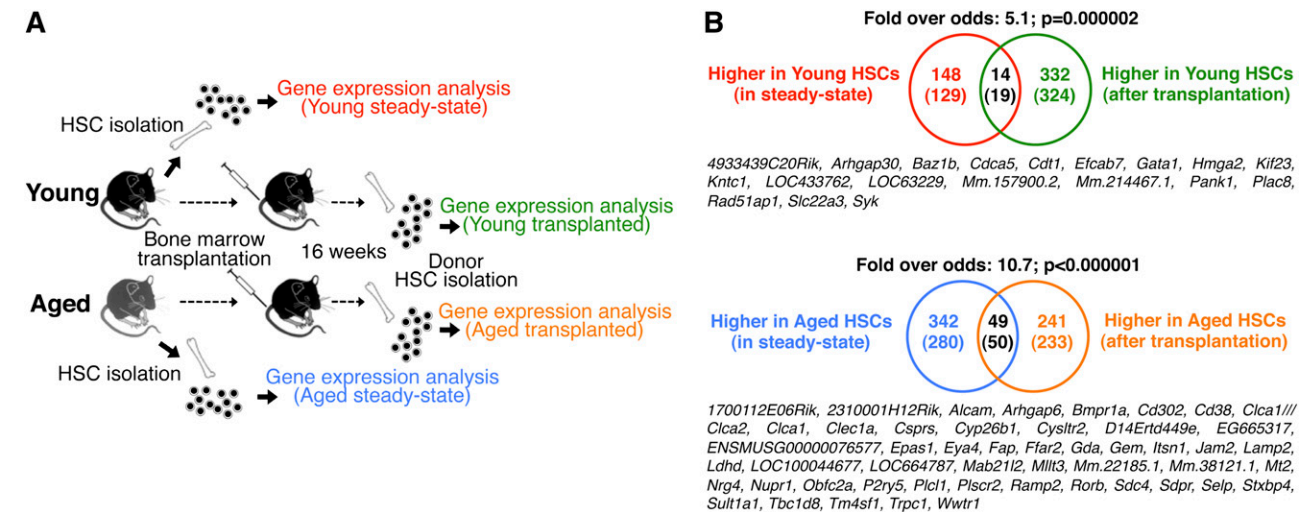 A
Gene expression analysis
(Young steady-state)
HSC isolation
Young
Gene expression analysis
(Young transplanted)
Bone marrow
transplantation
16 weeks
Donor
HSC isolation
Aged
Gene expression analysis
(Aged transplanted)
HSC isolation
Gene expression analysis
(Aged steady-state)
B
Fold over odds: 5.1; p=0.000002
Higher in Young HSCs
(in steady-state)
148
(129)
14
(19)
332
(324)
Higher in Young HSCs
(after transplantation)
4933439C20Rik, Arhgap30, Baz1b, Cdca5, Cdt1, Efcab7, Gata1, Hmga2, Kif23,
Kntc1, LOC433762, LOC63229, Mm.157900.2, Mm.214467.1, Pank1, Plac8,
Rad51ap1, Slc22a3, Syk
Fold over odds: 10.7; p<0.000001
Higher in Aged HSCs
(in steady-state)
342
(280)
49
(50)
241
(233)
Higher in Aged HSCs
(after transplantation)
1700112E06Rik, 2310001H12Rik, Alcam, Arhgap6, Bmpr1a, Cd302, Cd38, Clca1///
Clca2, Clca1, Clec1a, Csprs, Cyp26b1, Cysltr2, D14Ertd449e, EG665317,
ENSMUSG00000076577, Epas1, Eya4, Fap, Ffar2, Gda, Gem, Itsn1, Jam2, Lamp2,
Ldhd, LOC100044677, LOC664787, Mab21l2, Mllt3, Mm.22185.1, Mm.38121.1, Mt2,
Nrg4, Nupr1, Obfc2a, P2ry5, Plcl1, Plscr2, Ramp2, Rorb, Sdc4, Sdpr, Selp, Stxbp4,
Sult1a1, Tbc1d8, Tm4sf1, Trpc1, Wwtr1